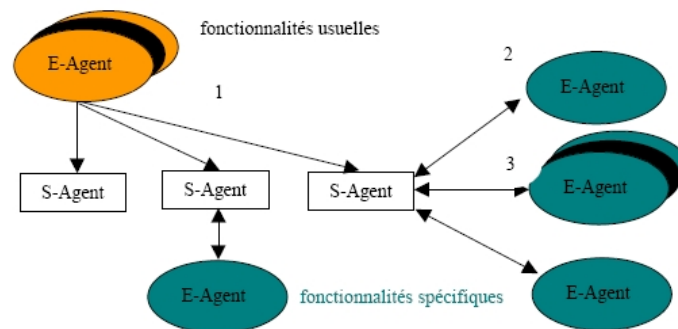 fonctionnalités usuelles
E-Agent
1
2
E-Agent
3
S-Agent
S-Agent
S-Agent
E-Agent
E-Agent
fonctionnalités spécifiques
E-Agent